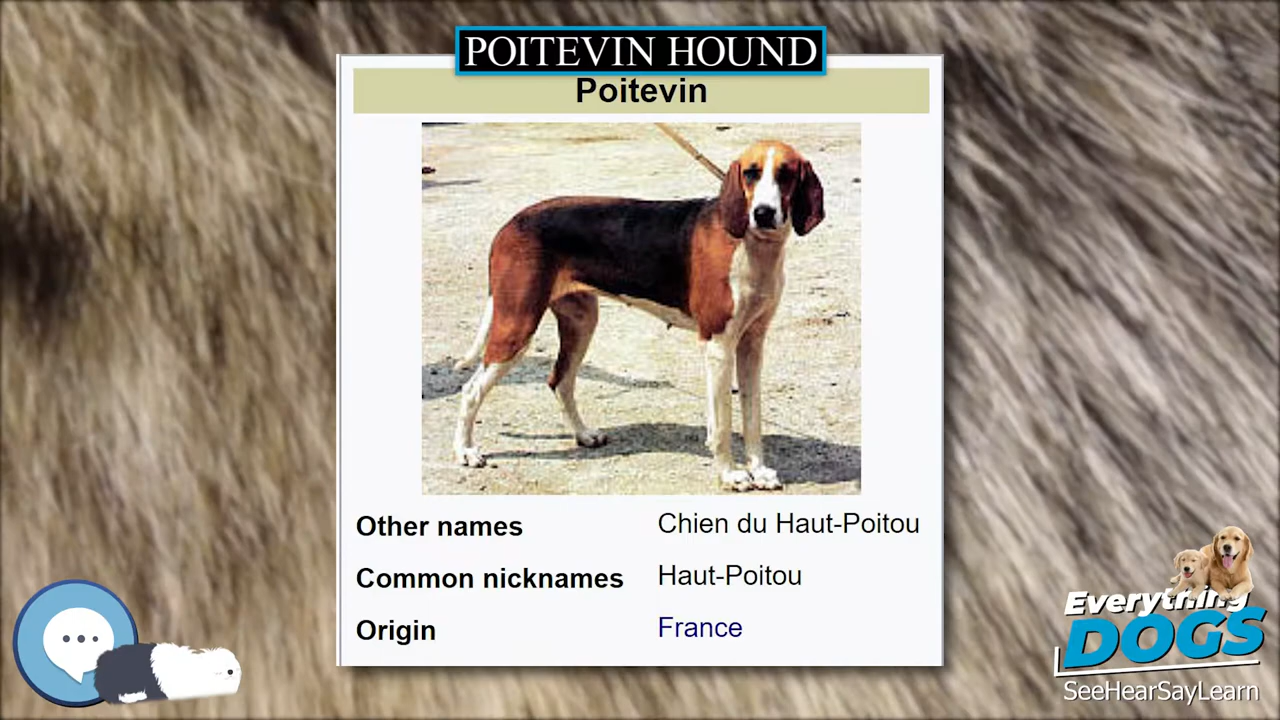 POITEVIN HOUND
Poitevin
Other names Chien du Haut-Poitou
Common nicknames Haut-Poitou
Origin France
Everything
DOGS
SeeHearSayLearn